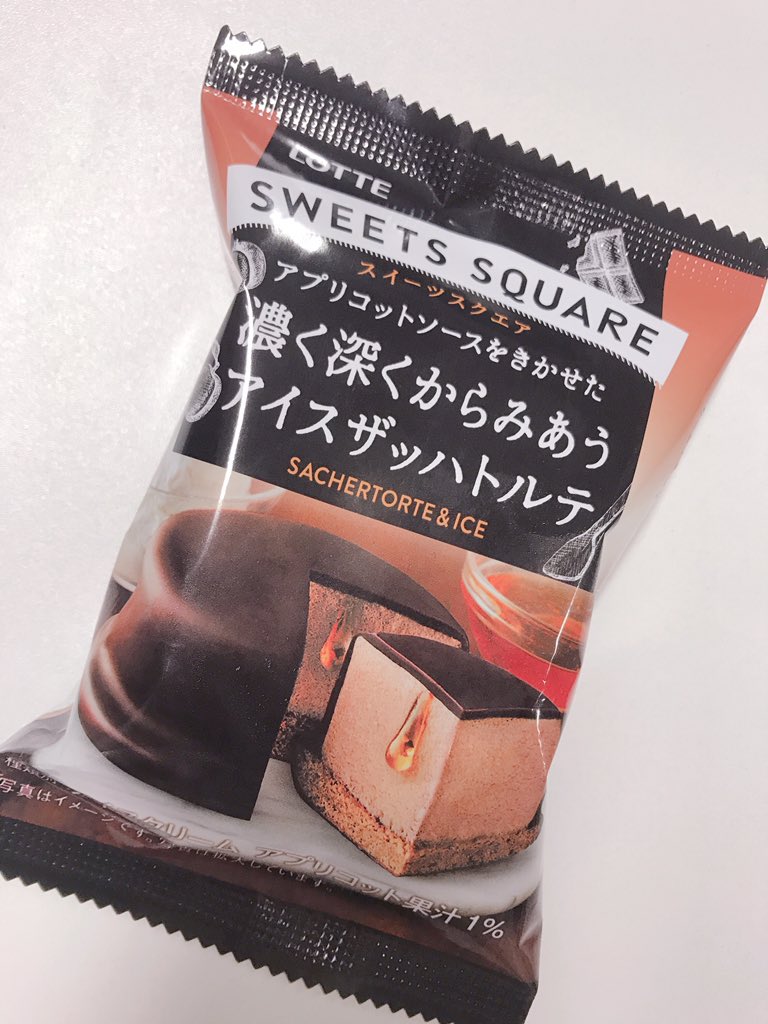 LOTTE
SWEETS SQUARE
スイーツスクエア
アプリコットソースをきかせた
濃く深くからみあう
アイスザッハトルテ
SACHERTORTE & ICE
アプリコット果汁1%
写真はイメージです。